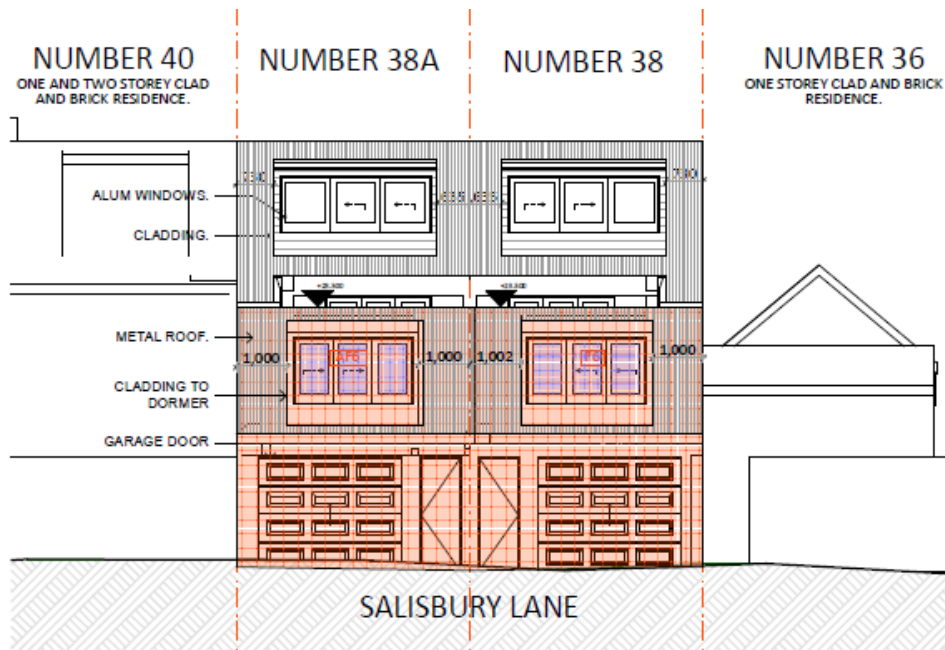 NUMBER 40
ONE AND TWO STOREY CLAD
AND BRICK RESIDENCE.
NUMBER 38A
NUMBER 38
NUMBER 36
ONE STOREY CLAD AND BRICK
RESIDENCE.
ALUM WINDOWS.
CLADDING.
METAL ROOF.
1,000
1,000
1,002
1,000
CLADDING TO
DORMER
GARAGE DOOR
SALISBURY LANE